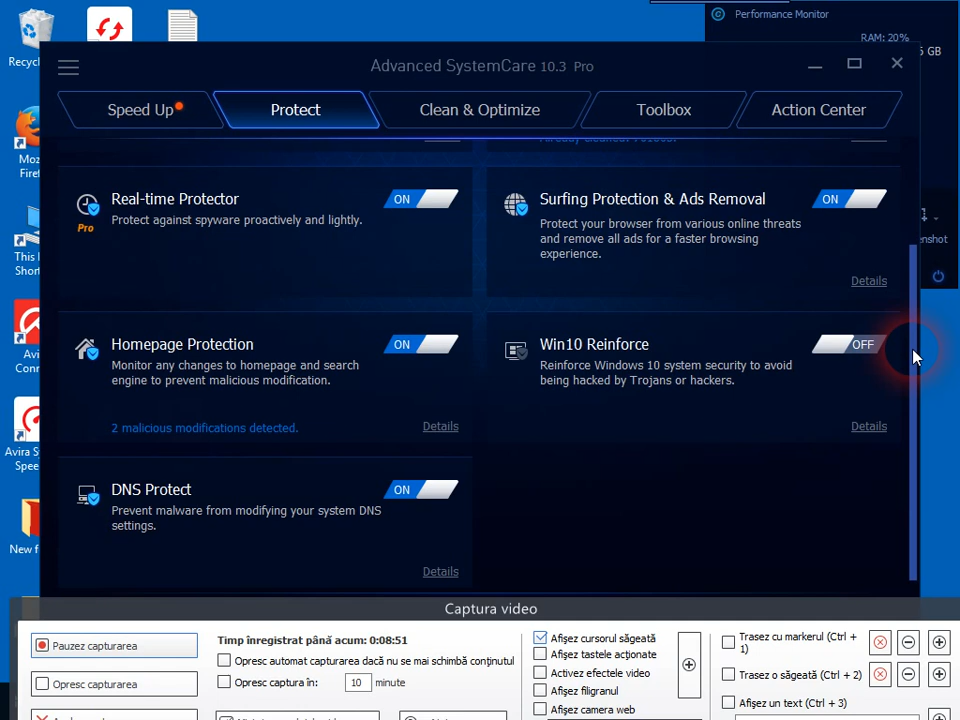 Performance Monitor
RAM: 20%
6 GB
Recyc
Moz
Firef
This
Shor
Avi
Conn
Avira S
Spee
New f
Advanced SystemCare 10.3 Pro
Speed Up
Protect
Clean & Optimize
Toolbox
Action Center
Real-time Protector
ON
Protect against spyware proactively and lightly.
Pro
Surfing Protection & Ads Removal
ON
Protect your browser from various online threats
and remove all ads for a faster browsing
experience.
Details
enshot
Homepage Protection
ON
Monitor any changes to homepage and search
engine to prevent malicious modification.
2 malicious modifications detected.
Details
Win10 Reinforce
OFF
Reinforce Windows 10 system security to avoid
being hacked by Trojans or hackers.
Details
DNS Protect
ON
Prevent malware from modifying your system DNS
settings.
Details
Captura video
Pauzez capturarea
Opresc capturarea
Timp înregistrat până acum: 0:08:51
Opresc automat capturarea dacă nu se mai schimbă conținutul
Opresc captura în: 10 minute
Afișez cursorul săgeată
Afișez tastele acționate
Activez efectele video
Afișez filigranul
Afișez camera web
Trasez cu markerul (Ctrl +
1)
Trasez o săgeată (Ctrl + 2)
Afișez un text (Ctrl + 3)